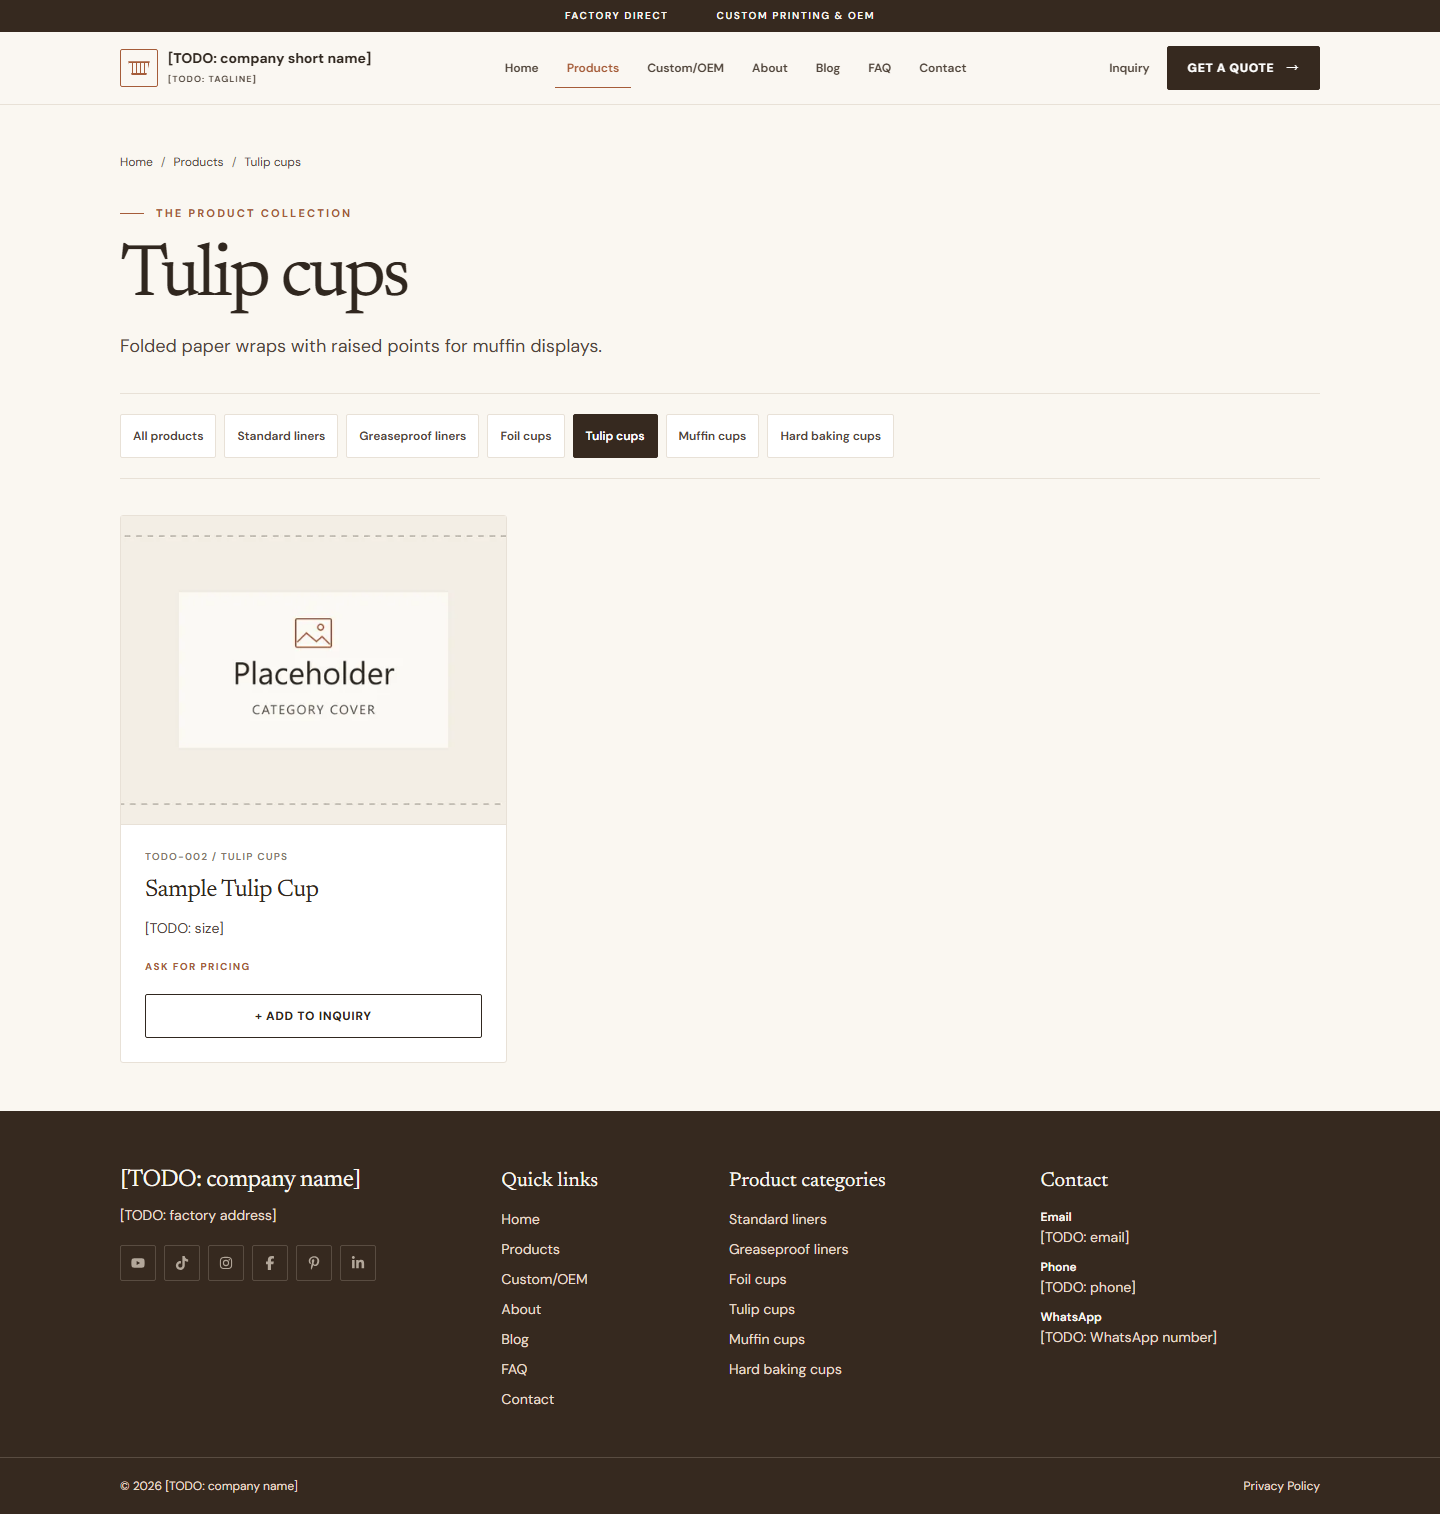 FACTORY DIRECT CUSTOM PRINTING & OEM
[TODO: company short name]
[TODO: TAGLINE]
Home Products Custom/OEM About Blog FAQ Contact
Inquiry GET A QUOTE →
Home / Products / Tulip cups
THE PRODUCT COLLECTION
Tulip cups
Folded paper wraps with raised points for muffin displays.
All products Standard liners Greaseproof liners Foil cups Tulip cups Muffin cups Hard baking cups
Placeholder
CATEGORY COVER
TODO-002 / TULIP CUPS
Sample Tulip Cup
[TODO: size]
ASK FOR PRICING
+ ADD TO INQUIRY
[TODO: company name]
[TODO: factory address]
Quick links
Home
Products
Custom/OEM
About
Blog
FAQ
Contact
Product categories
Standard liners
Greaseproof liners
Foil cups
Tulip cups
Muffin cups
Hard baking cups
Contact
Email
[TODO: email]
Phone
[TODO: phone]
WhatsApp
[TODO: WhatsApp number]
© 2026 [TODO: company name]
Privacy Policy